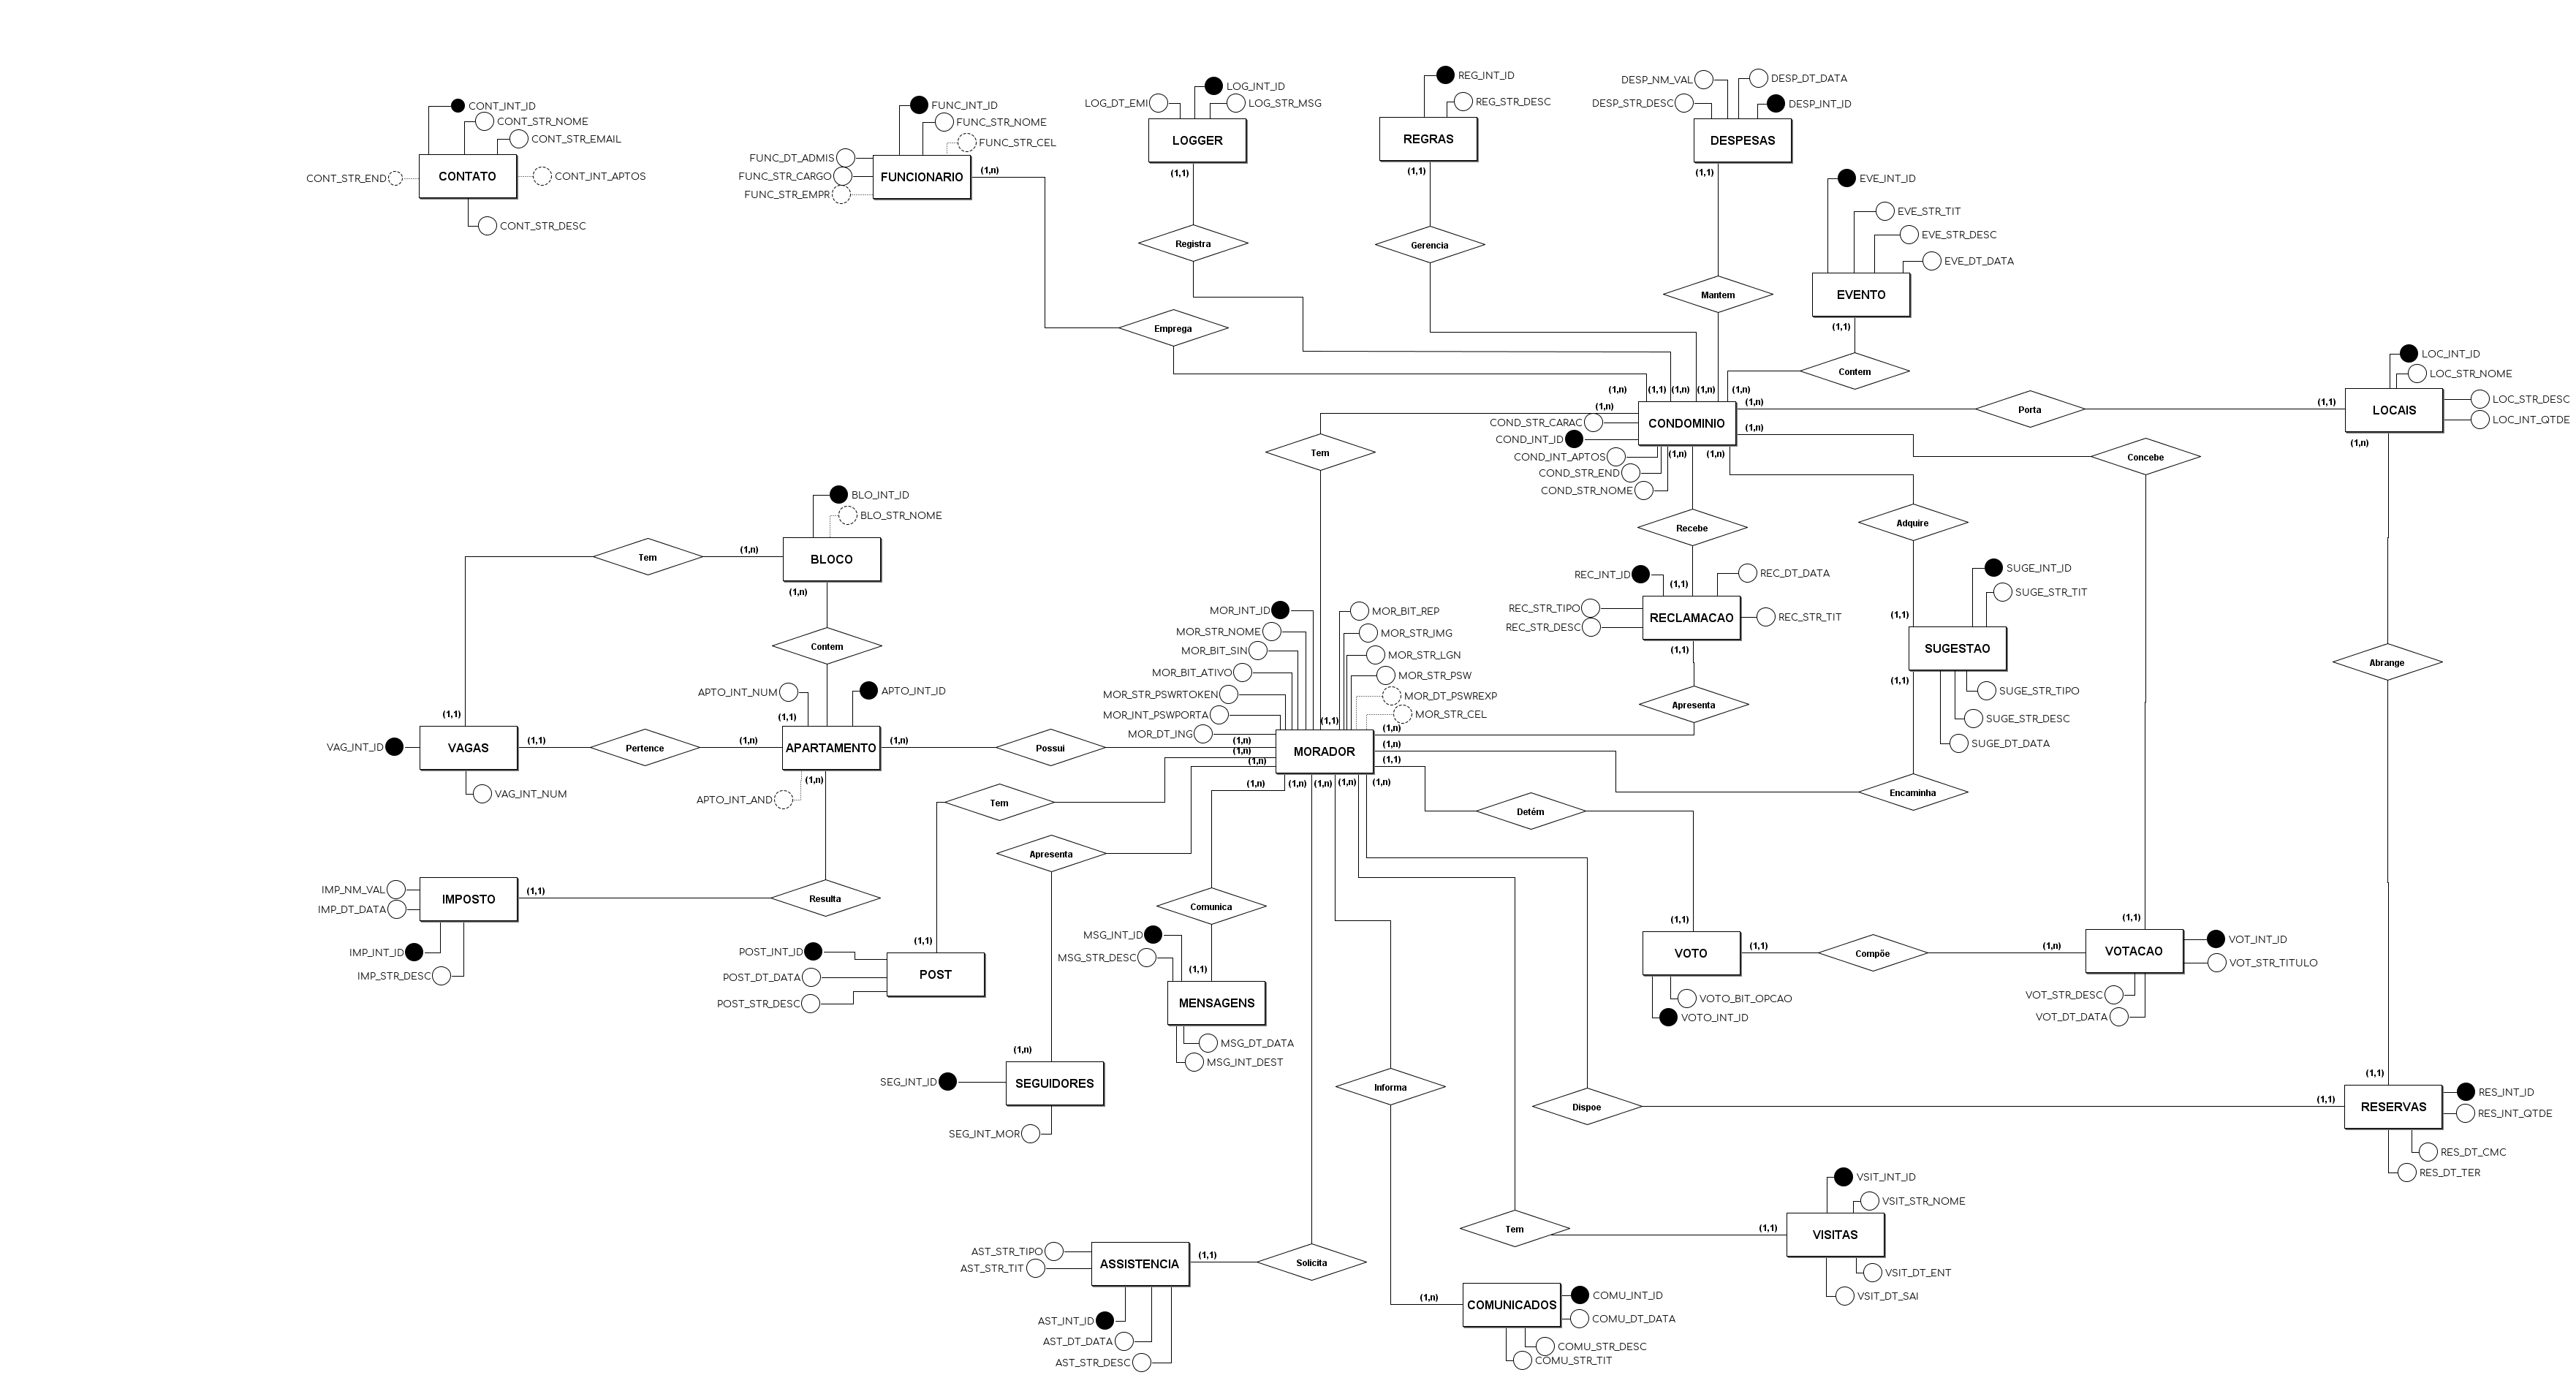 CONT_INT_ID
CONT_STR_NOME
CONT_STR_EMAIL
CONT_STR_END
CONTATO
CONT_INT_APTOS
CONT_STR_DESC
FUNC_INT_ID
FUNC_STR_NOME
FUNC_STR_CEL
FUNC_DT_ADMIS
FUNC_STR_CARGO
FUNC_STR_EMPR
FUNCIONARIO
(1,n)
LOG_INT_ID
LOG_DT_EMI
LOG_STR_MSG
LOGGER
(1,1)
Registra
REG_INT_ID
REG_STR_DESC
REGRAS
(1,1)
Gerencia
DESP_NM_VAL
DESP_DT_DATA
DESP_STR_DESC
DESP_INT_ID
DESPESAS
(1,1)
Mantem
EVE_INT_ID
EVE_STR_TIT
EVE_STR_DESC
EVE_DT_DATA
EVENTO
(1,1)
Contem
Emprega
LOC_INT_ID
LOC_STR_NOME
LOC_STR_DESC
LOC_INT_QTDE
LOCAIS
(1,1)
(1,n)
Porta
(1,n)
(1,1)
(1,n)
(1,n)
(1,n)
(1,n)
(1,n)
COND_STR_CARAC
COND_INT_ID
COND_INT_APTOS
COND_STR_END
COND_STR_NOME
CONDOMINIO
(1,n)
(1,n)
(1,n)
Tem
Concebe
Recebe
Adquire
BLO_INT_ID
BLO_STR_NOME
BLOCO
(1,n)
(1,n)
Tem
Contem
REC_INT_ID
REC_DT_DATA
(1,1)
REC_STR_TIPO
REC_STR_DESC
REC_STR_TIT
RECLAMACAO
(1,1)
Apresenta
SUGE_INT_ID
SUGE_STR_TIT
(1,1)
SUGESTAO
(1,1)
SUGE_STR_TIPO
SUGE_STR_DESC
SUGE_DT_DATA
Abrange
MOR_INT_ID
MOR_STR_NOME
MOR_BIT_SIN
MOR_BIT_ATIVO
MOR_STR_PSWRTOKEN
MOR_INT_PSWPORTA
MOR_DT_ING
MOR_BIT_REP
MOR_STR_IMG
MOR_STR_LGN
MOR_STR_PSW
MOR_DT_PSWREXP
MOR_STR_CEL
(1,1)
MORADOR
(1,n)
(1,n)
(1,n)
(1,n)
(1,n)
(1,1)
(1,n)
(1,n)
(1,n)
(1,n)
(1,n)
APTO_INT_NUM
APTO_INT_ID
(1,1)
APARTAMENTO
(1,n)
(1,n)
(1,n)
APTO_INT_AND
Possui
VAG_INT_ID
(1,1)
VAGAS
(1,1)
VAG_INT_NUM
Pertence
Tem
Apresenta
Comunica
Detém
Encaminha
IMP_NM_VAL
IMP_DT_DATA
IMP_INT_ID
IMP_STR_DESC
IMPOSTO
(1,1)
Resulta
POST_INT_ID
POST_DT_DATA
POST_STR_DESC
(1,1)
POST
MSG_INT_ID
MSG_STR_DESC
(1,1)
MENSAGENS
MSG_DT_DATA
MSG_INT_DEST
(1,1)
VOTO
(1,1)
VOTO_BIT_OPCAO
VOTO_INT_ID
Compõe
(1,1)
(1,n)
VOTACAO
VOT_INT_ID
VOT_STR_TITULO
VOT_STR_DESC
VOT_DT_DATA
(1,n)
SEG_INT_ID
SEGUIDORES
SEG_INT_MOR
Informa
Dispoe
(1,1)
(1,1)
RESERVAS
RES_INT_ID
RES_INT_QTDE
RES_DT_CMC
RES_DT_TER
VSIT_INT_ID
VSIT_STR_NOME
(1,1)
VISITAS
VSIT_DT_ENT
VSIT_DT_SAI
Tem
AST_STR_TIPO
AST_STR_TIT
ASSISTENCIA
(1,1)
Solicita
AST_INT_ID
AST_DT_DATA
AST_STR_DESC
(1,n)
COMUNICADOS
COMU_INT_ID
COMU_DT_DATA
COMU_STR_DESC
COMU_STR_TIT